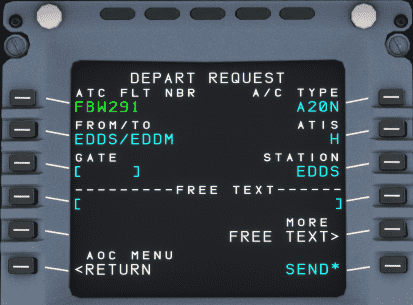 DEPART REQUEST
ATC FLT NBR A/C TYPE
FBW291 A20N
FROM/TO ATIS
EDDS/EDDM H
GATE STATION
[ ] EDDS
---------FREE TEXT---------
[ ]
MORE
FREE TEXT>
AOC MENU
<RETURN SEND*